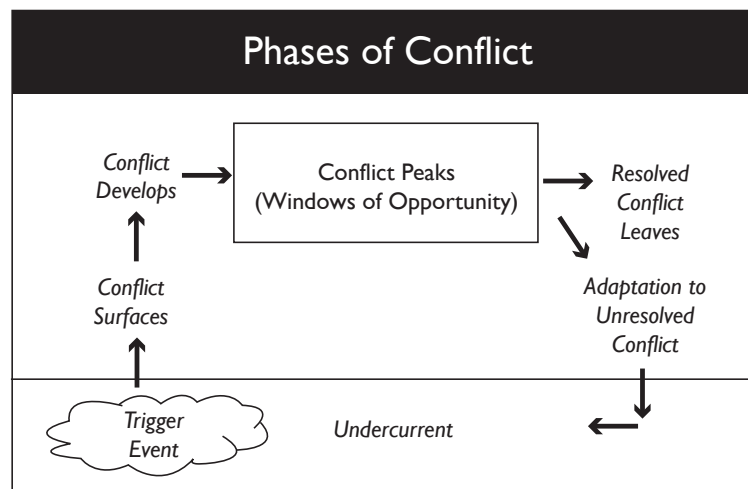 Phases of Conflict
Conflict
Develops
Conflict Peaks
(Windows of Opportunity)
Resolved
Conflict
Leaves
Conflict
Surfaces
Adaptation to
Unresolved
Conflict
Trigger
Event
Undercurrent